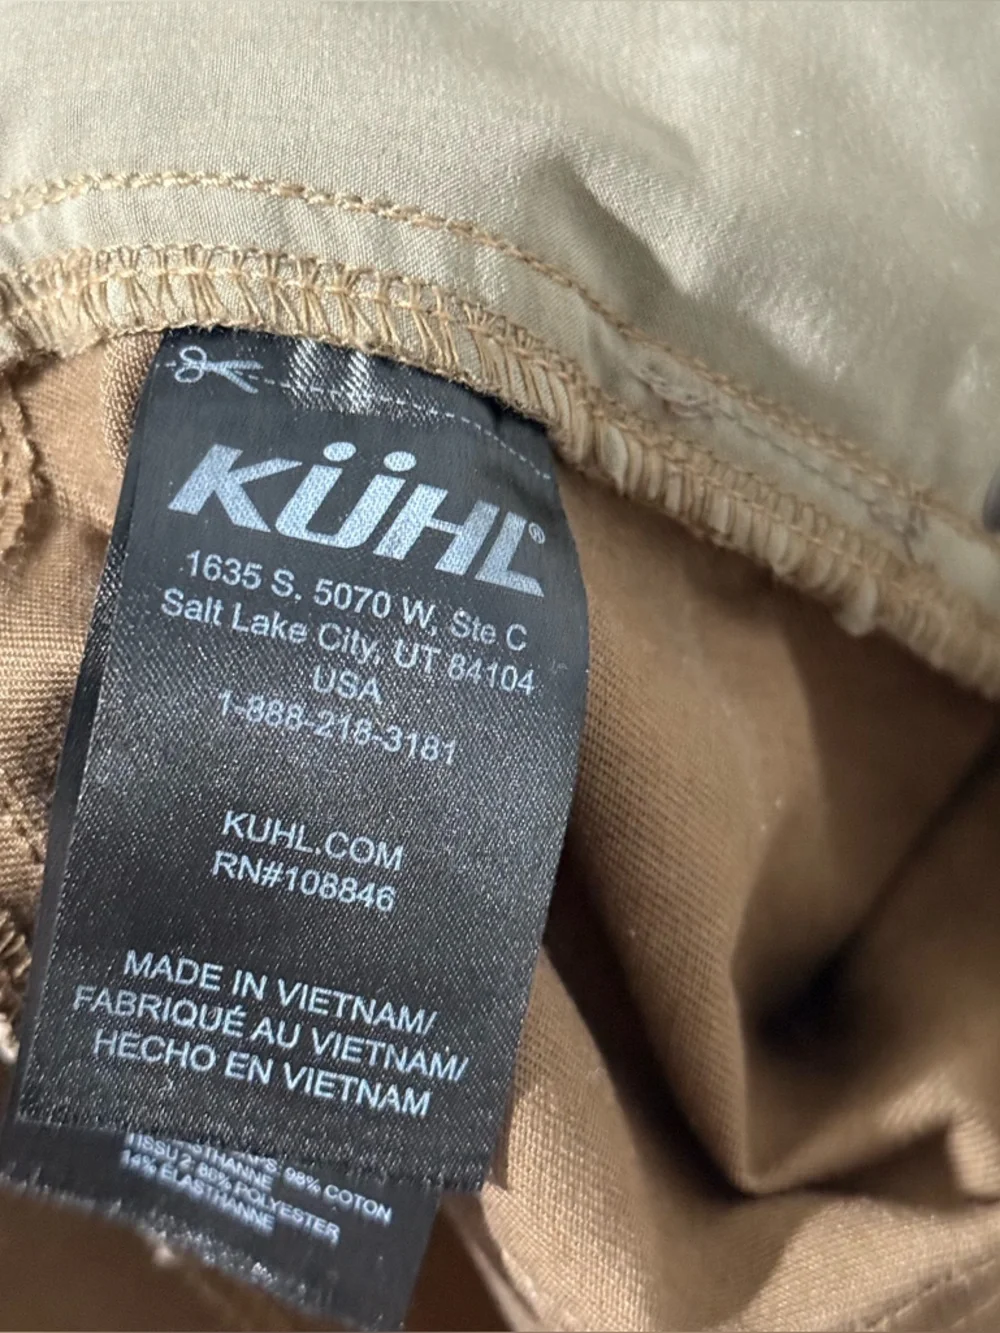 KÜHL®
1635 S. 5070 W, Ste C
Salt Lake City, UT 84104
USA
1-888-218-3181
KUHL.COM
RN#108846
MADE IN VIETNAM/
FABRIQUÉ AU VIETNAM/
HECHO EN VIETNAM
98% COTON
TISSU 2: 86% POLYESTER
14% ELASTHANNE